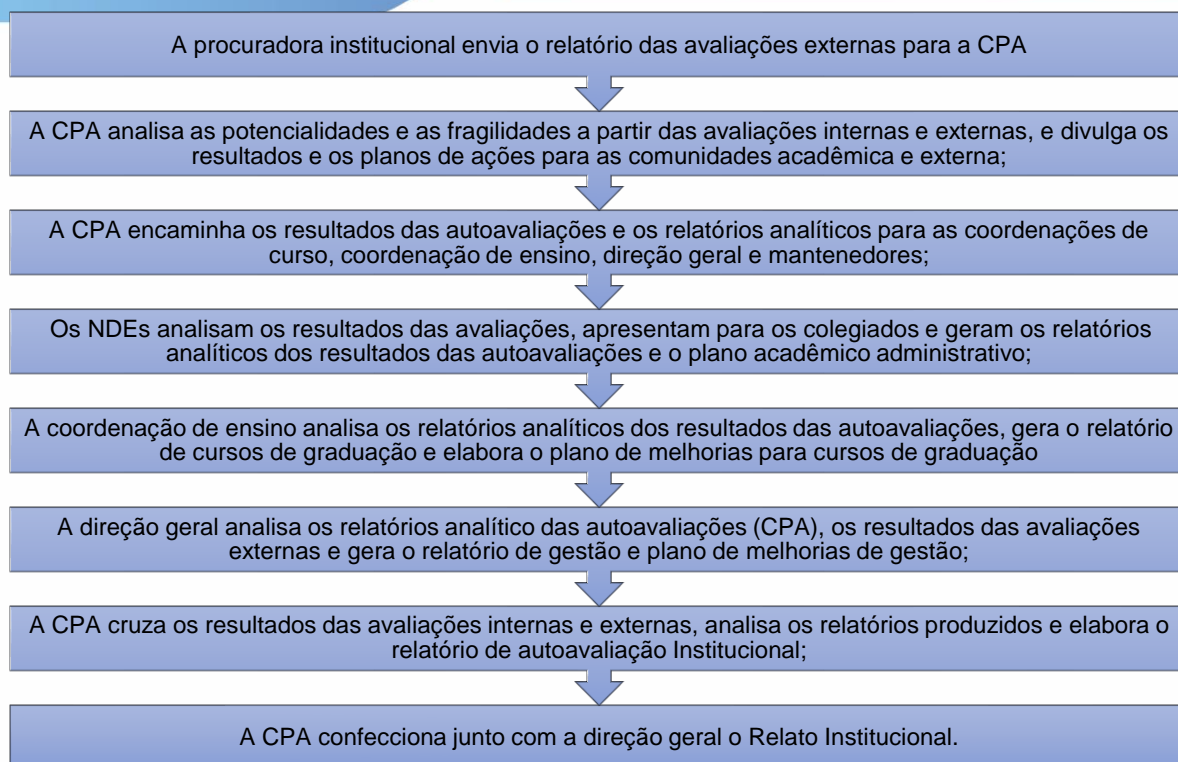 A procuradora institucional envia o relatório das avaliações externas para a CPA
A CPA analisa as potencialidades e as fragilidades a partir das avaliações internas e externas, e divulga os
resultados e os planos de ações para as comunidades acadêmica e externa;
A CPA encaminha os resultados das autoavaliações e os relatórios analíticos para as coordenações de
curso, coordenação de ensino, direção geral e mantenedores;
Os NDEs analisam os resultados das avaliações, apresentam para os colegiados e geram os relatórios
analíticos dos resultados das autoavaliações e o plano acadêmico administrativo;
A coordenação de ensino analisa os relatórios analíticos dos resultados das autoavaliações, gera o relatório
de cursos de graduação e elabora o plano de melhorias para cursos de graduação
A direção geral analisa os relatórios analítico das autoavaliações (CPA), os resultados das avaliações
externas e gera o relatório de gestão e plano de melhorias de gestão;
A CPA cruza os resultados das avaliações internas e externas, analisa os relatórios produzidos e elabora o
relatório de autoavaliação Institucional;
A CPA confecciona junto com a direção geral o Relato Institucional.